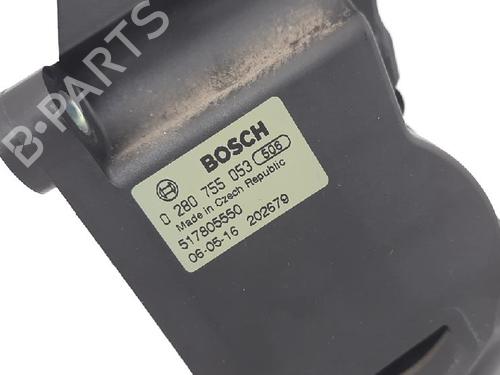 B-PARTS
BOSCH
0 280 755 053 506
Made in Czech Republic
517805550
06-05-16 202679